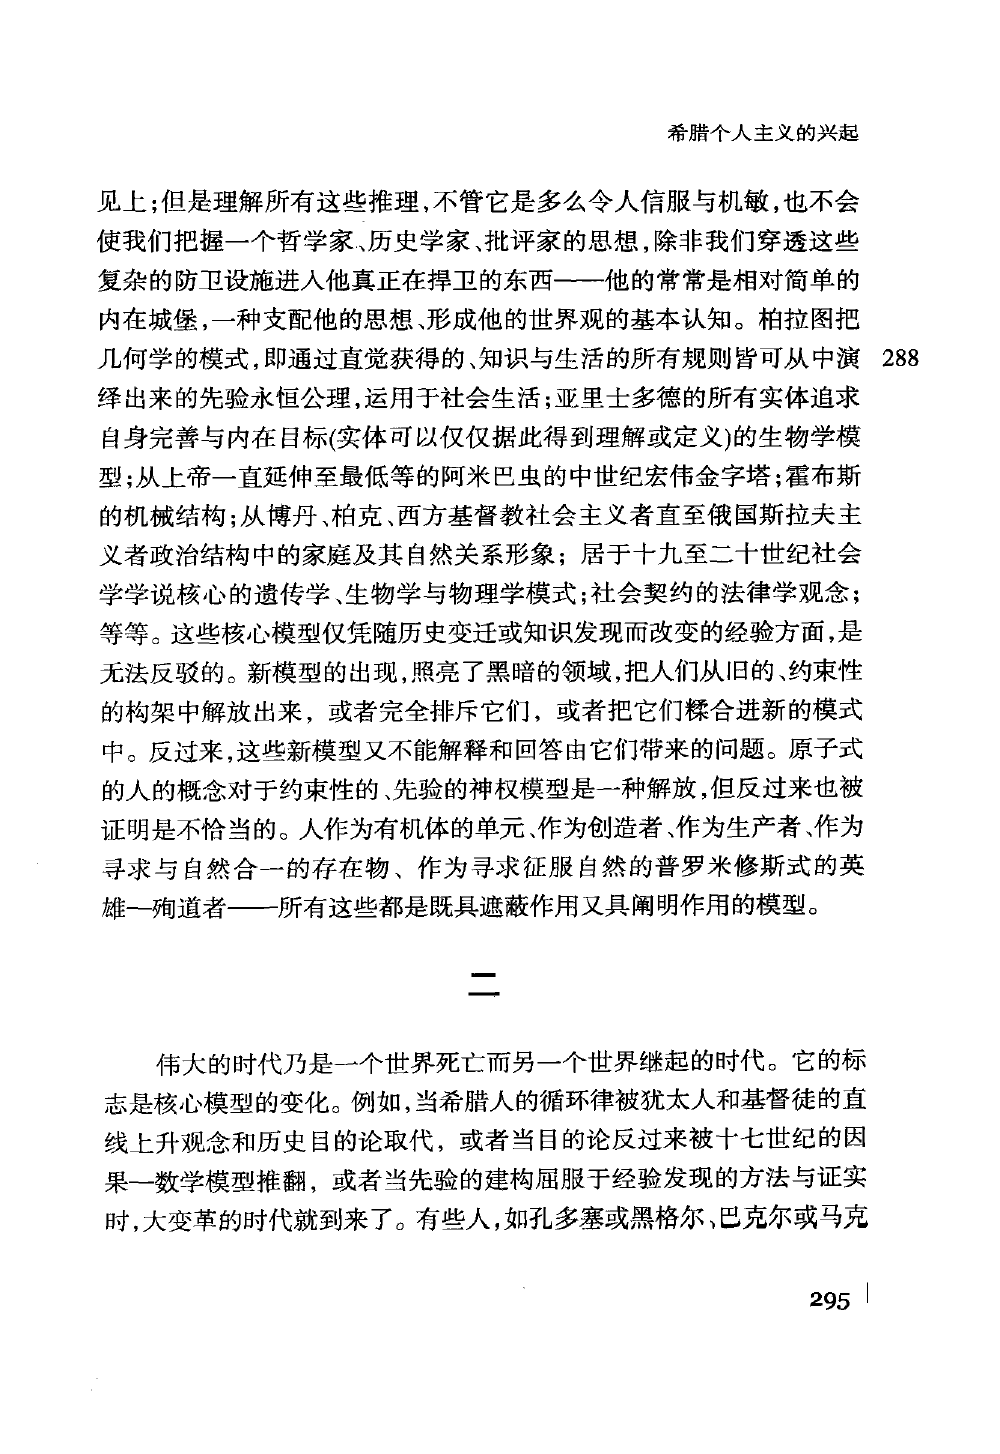 希腊个人主义的兴起
见上;但是理解所有这些推理,不管它是多么令人信服与机敏,也不会
使我们把握一个哲学家、历史学家、批评家的思想,除非我们穿透这些
复杂的防卫设施进入他真正在捍卫的东西——他的常常是相对简单的
内在城堡,一种支配他的思想、形成他的世界观的基本认知。柏拉图把
几何学的模式,即通过直觉获得的、知识与生活的所有规则皆可从中演 288
绎出来的先验永恒公理,运用于社会生活;亚里士多德的所有实体追求
自身完善与内在目标(实体可以仅仅据此得到理解或定义)的生物学模
型;从上帝一直延伸至最低等的阿米巴虫的中世纪宏伟金字塔;霍布斯
的机械结构;从博丹、柏克、西方基督教社会主义者直至俄国斯拉夫主
义者政治结构中的家庭及其自然关系形象;居于十九至二十世纪社会
学学说核心的遗传学、生物学与物理学模式;社会契约的法律学观念;
等等。这些核心模型仅凭随历史变迁或知识发现而改变的经验方面,是
无法反驳的。新模型的出现,照亮了黑暗的领域,把人们从旧的、约束性
的构架中解放出来,或者完全排斥它们,或者把它们糅合进新的模式
中。反过来,这些新模型又不能解释和回答由它们带来的问题。原子式
的人的概念对于约束性的、先验的神权模型是一种解放,但反过来也被
证明是不恰当的。人作为有机体的单元、作为创造者、作为生产者、作为
寻求与自然合一的存在物、作为寻求征服自然的普罗米修斯式的英
雄—殉道者——所有这些都是既具遮蔽作用又具阐明作用的模型。
二
伟大的时代乃是一个世界死亡而另一个世界继起的时代。它的标
志是核心模型的变化。例如,当希腊人的循环律被犹太人和基督徒的直
线上升观念和历史目的论取代,或者当目的论反过来被十七世纪的因
果—数学模型推翻,或者当先验的建构屈服于经验发现的方法与证实
时,大变革的时代就到来了。有些人,如孔多塞或黑格尔、巴克尔或马克
295